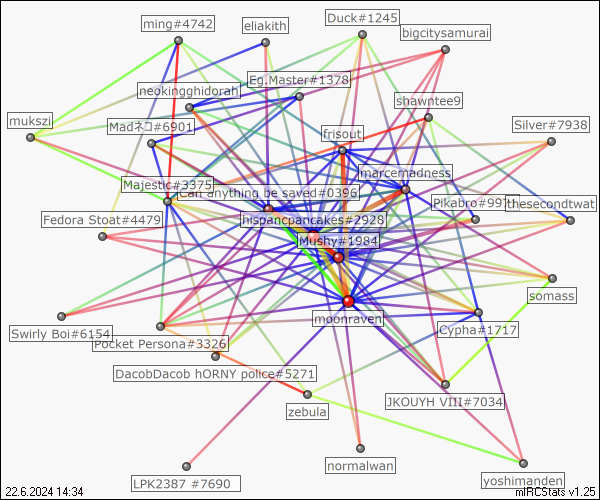 ming#4742
eliakith
Duck#1245
bigcitysamurai
Eg.Master#1378
neokingghidorah
shawntee9
mukszi
Madネコ#6901
frisout
Silver#7938
marcemadness
Majestic#3375
Can anything be saved#0396
Pikabro#997
thesecondtwat
Fedora Stoat#4479
hispancpancakes#2928
Mushy#1984
somass
moonraven
Swirly Boi#6154
Pocket Persona#3326
Cypha#1717
DacobDacob hORNY police#5271
zebula
JKOUYH VIII#7034
normalwan
LPK2387 #7690
yoshimanden
22.6.2024 14:34
mIRCStats v1.25